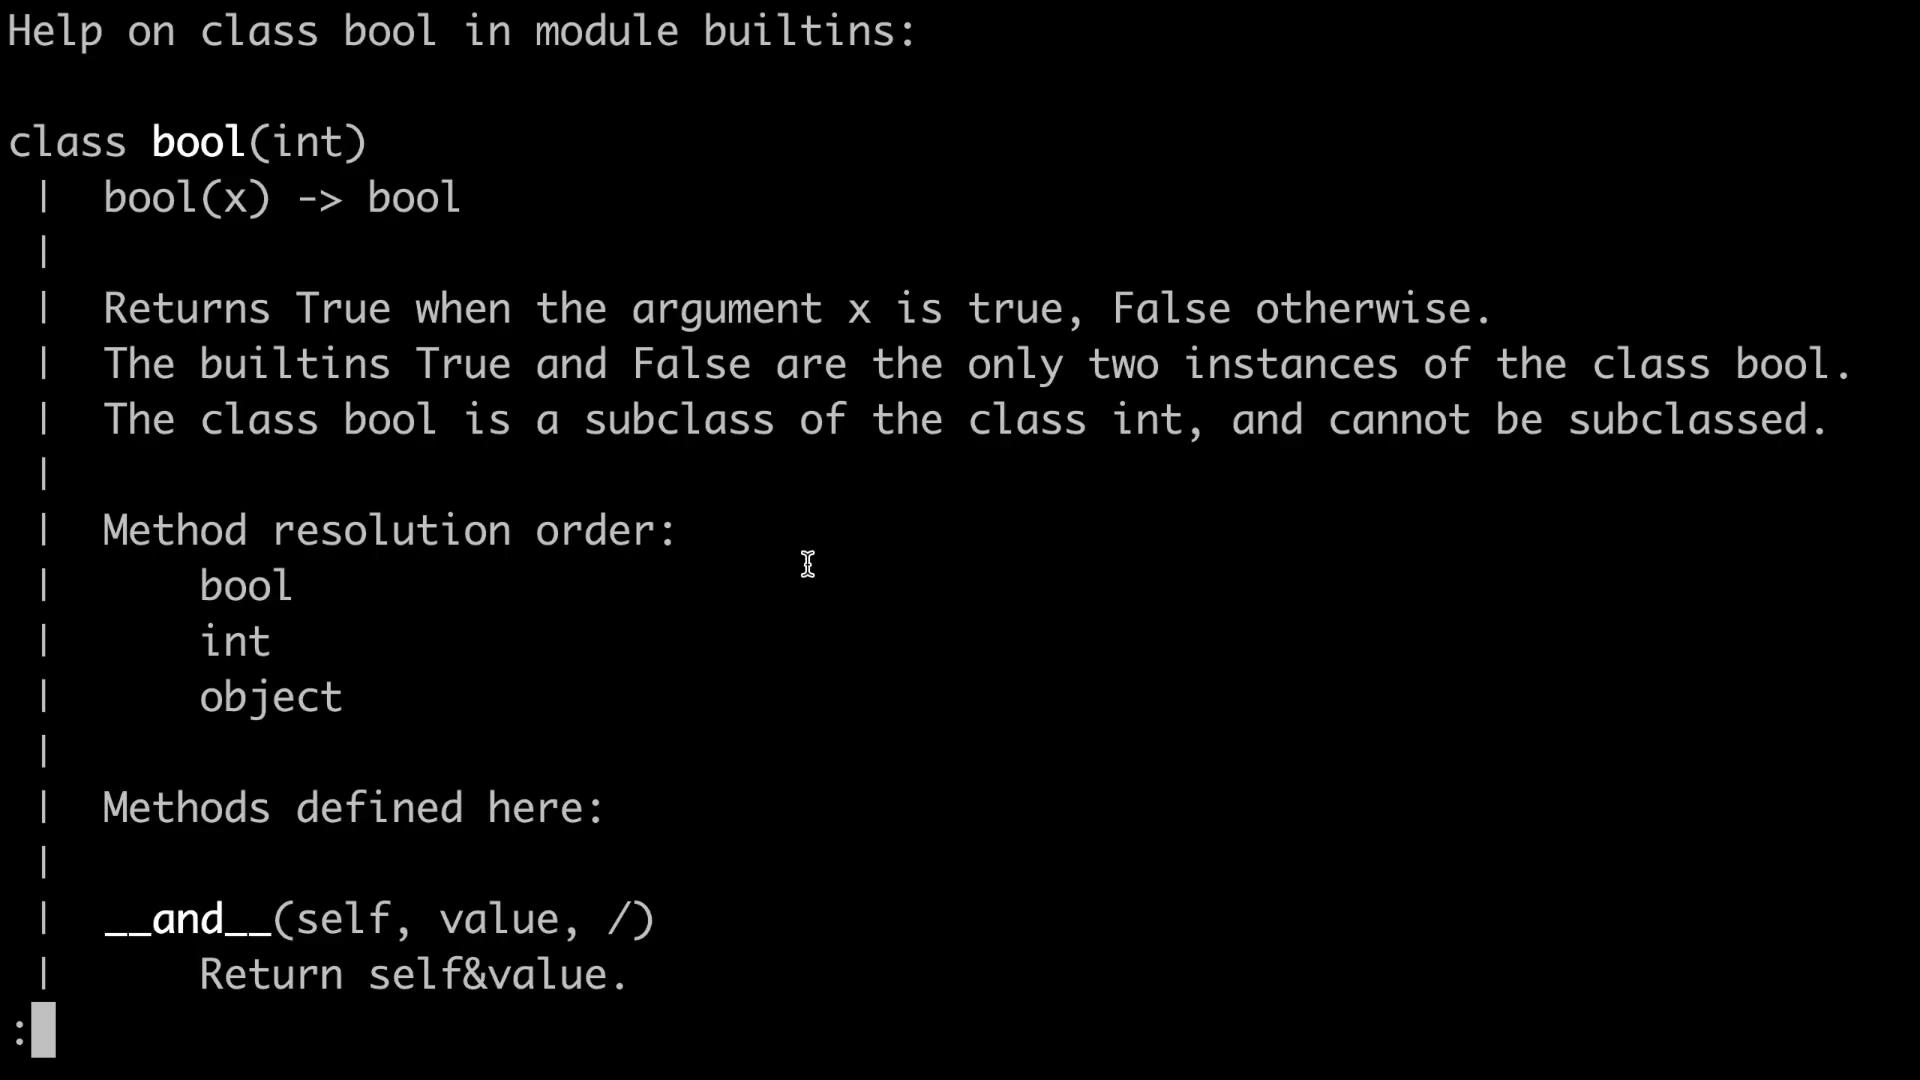 Help on class bool in module builtins:

class bool(int)
 |  bool(x) -> bool
 |
 |  Returns True when the argument x is true, False otherwise.
 |  The builtins True and False are the only two instances of the class bool.
 |  The class bool is a subclass of the class int, and cannot be subclassed.
 |
 |  Method resolution order:
 |      bool
 |      int
 |      object
 |
 |  Methods defined here:
 |
 |  __and__(self, value, /)
 |      Return self&value.
: